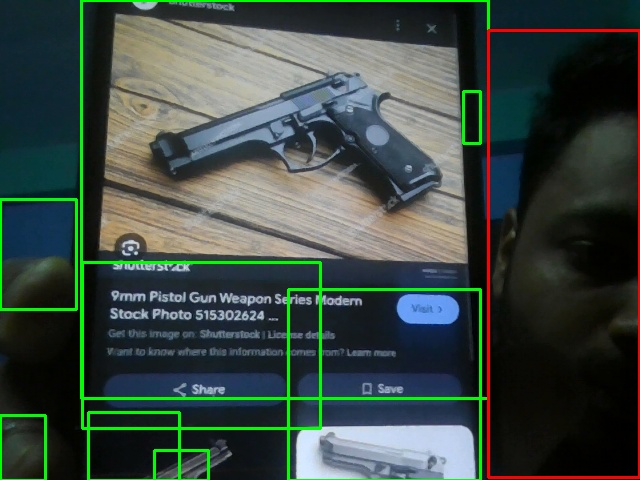 Shutterstock
shutterstock
9mm Pistol Gun Weapon Series Modern
Stock Photo 515302624 ...
Visit >
Get this image on: Shutterstock | License details
Want to know where this information comes from? Learn more
Share
Save